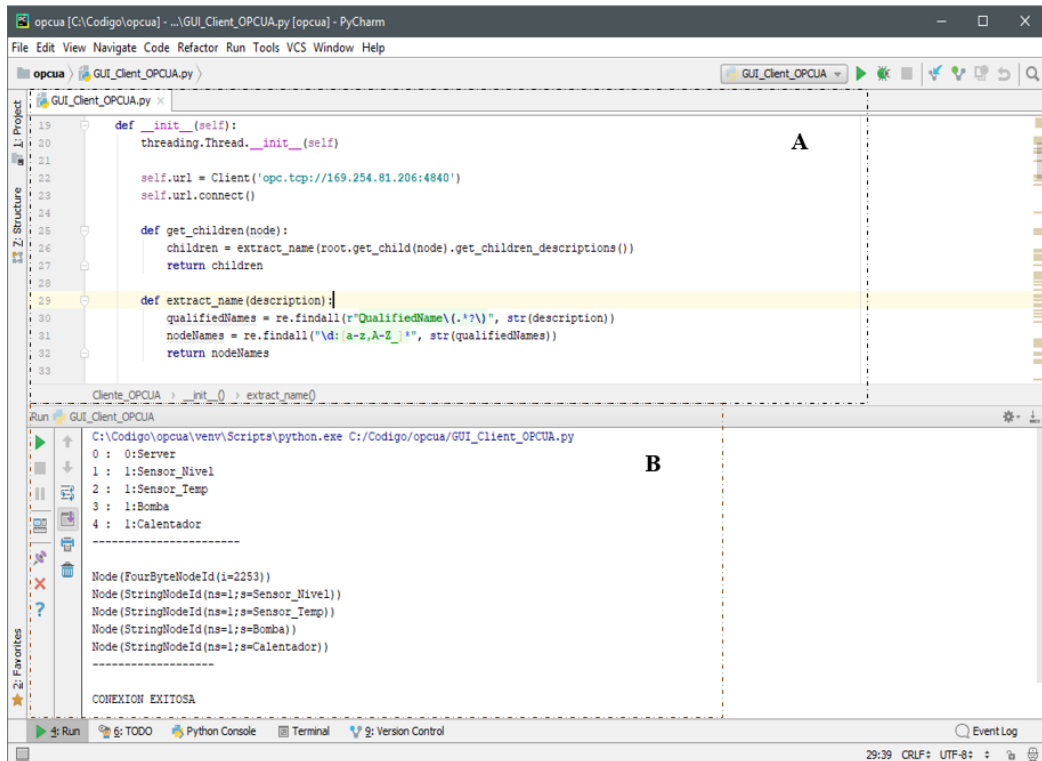 opcua [C:\Codigo\opcua] - ...\GUI_Client_OPCUA.py [opcua] - PyCharm
File Edit View Navigate Code Refactor Run Tools VCS Window Help
opcua GUI_Client_OPCUA.py
GUI_Client_OPCUA
GUI_Client_OPCUA.py
1: Project
Z: Structure
2: Favorites
A
19 def __init__(self):
20 threading.Thread.__init__(self)
21
22 self.url = Client('opc.tcp://169.254.81.206:4840')
23 self.url.connect()
24
25 def get_children(node):
26 children = extract_name(root.get_child(node).get_children_descriptions())
27 return children
28
29 def extract_name(description):
30 qualifiedNames = re.findall(r"QualifiedName\(.*?\)", str(description))
31 nodeNames = re.findall("\d:[a-z,A-Z_]*", str(qualifiedNames))
32 return nodeNames
33
Cliente_OPCUA > __init__() > extract_name()
Run GUI_Client_OPCUA
B
C:\Codigo\opcua\venv\Scripts\python.exe C:/Codigo/opcua/GUI_Client_OPCUA.py
0 : 0:Server
1 : 1:Sensor_Nivel
2 : 1:Sensor_Temp
3 : 1:Bomba
4 : 1:Calentador
------------------------
Node(FourByteNodeId(i=2253))
Node(StringNodeId(ns=1;s=Sensor_Nivel))
Node(StringNodeId(ns=1;s=Sensor_Temp))
Node(StringNodeId(ns=1;s=Bomba))
Node(StringNodeId(ns=1;s=Calentador))
--------------------
CONEXION EXITOSA
4: Run 6: TODO Python Console Terminal 9: Version Control Event Log
29:39 CRLF UTF-8